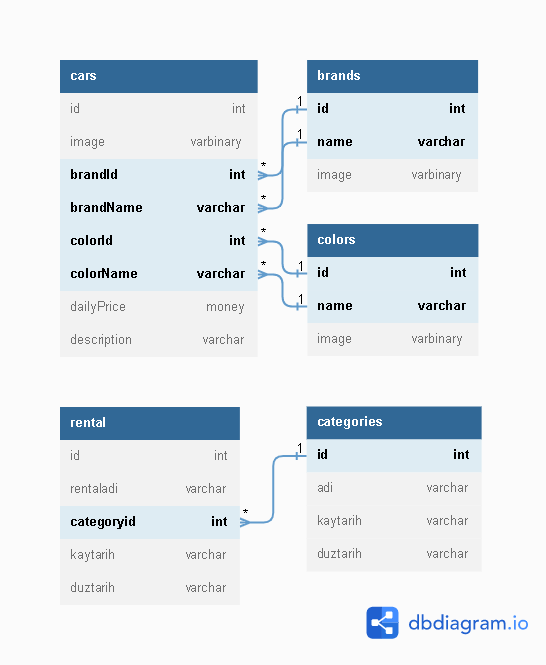 cars
id int
image varbinary
brandId int
brandName varchar
colorId int
colorName varchar
dailyPrice money
description varchar
*
*
*
*
1
1
1
1
brands
id int
name varchar
image varbinary
colors
id int
name varchar
image varbinary
rental
id int
rentaladi varchar
categoryid int
kaytarih varchar
duztarih varchar
*
1
categories
id int
adi varchar
kaytarih varchar
duztarih varchar
dbdiagram.io